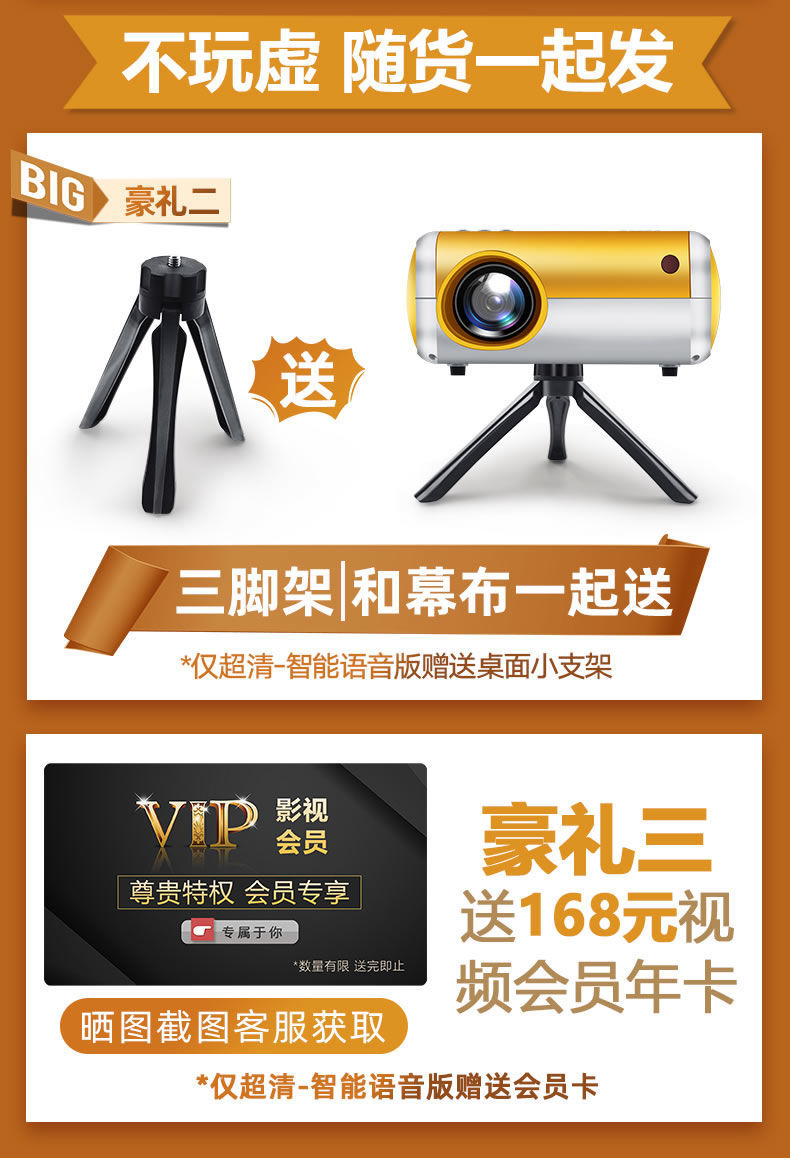 不玩虚 随货一起发
BIG
豪礼二
送
三脚架|和幕布一起送
*仅超清-智能语音版赠送桌面小支架
VIP 影视
会员
尊贵特权 会员专享
专属于你
*数量有限 送完即止
豪礼三
送168元视
频会员年卡
晒图截图客服获取
*仅超清-智能语音版赠送会员卡